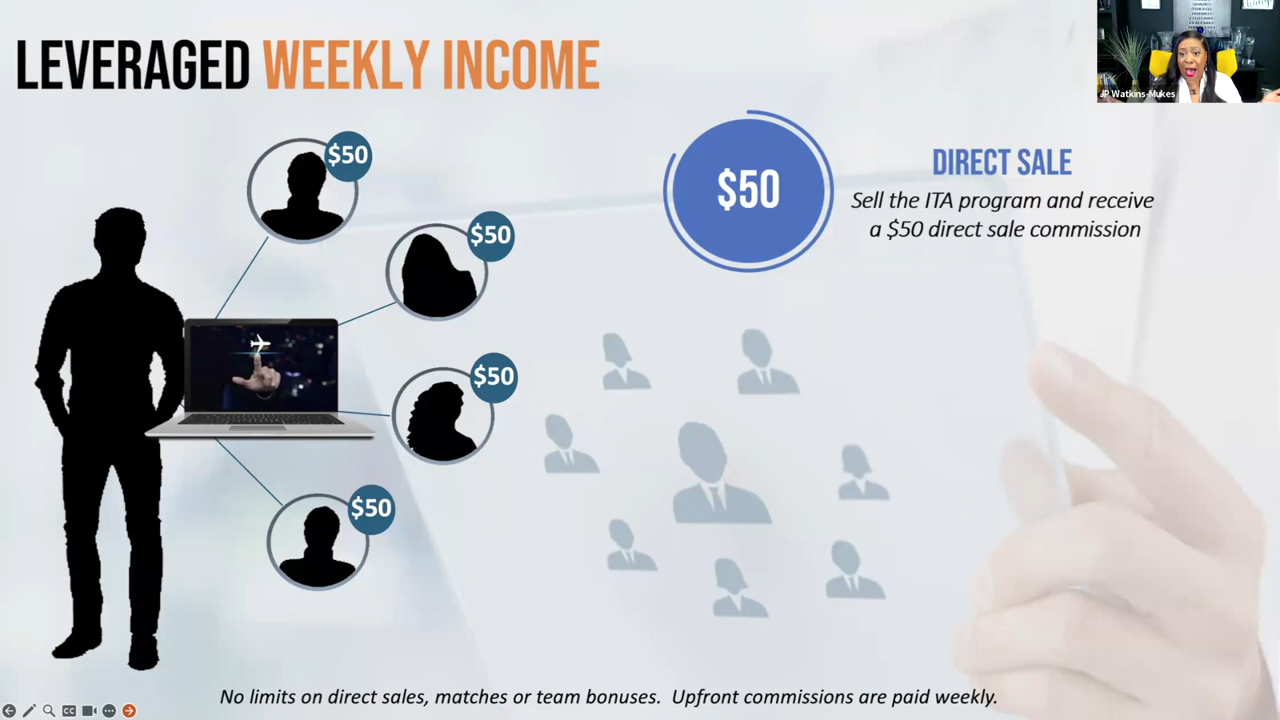 LEVERAGED WEEKLY INCOME
JP Watkins-Mukes
$50
$50
$50
$50
$50
DIRECT SALE
Sell the ITA program and receive
a $50 direct sale commission
No limits on direct sales, matches or team bonuses. Upfront commissions are paid weekly.
CC